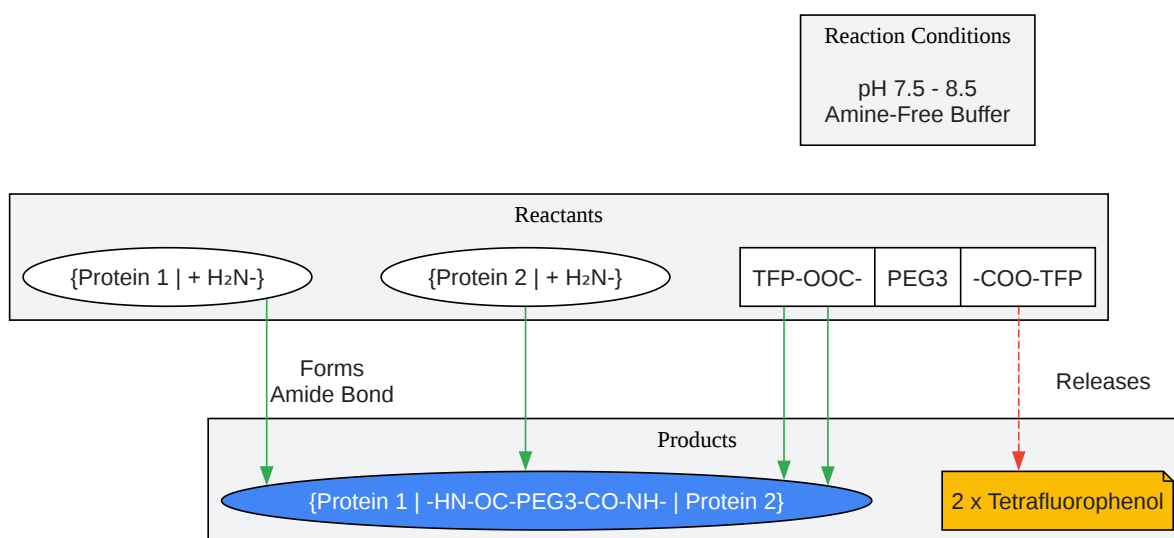 Reaction Conditions
pH 7.5 - 8.5
Amine-Free Buffer
Reactants
{Protein 1 | + H₂N-}
{Protein 2 | + H₂N-}
TFP-OOC-
PEG3
-COO-TFP
Forms
Amide Bond
Releases
Products
{Protein 1 | -HN-OC-PEG3-CO-NH- | Protein 2}
2 x Tetrafluorophenol